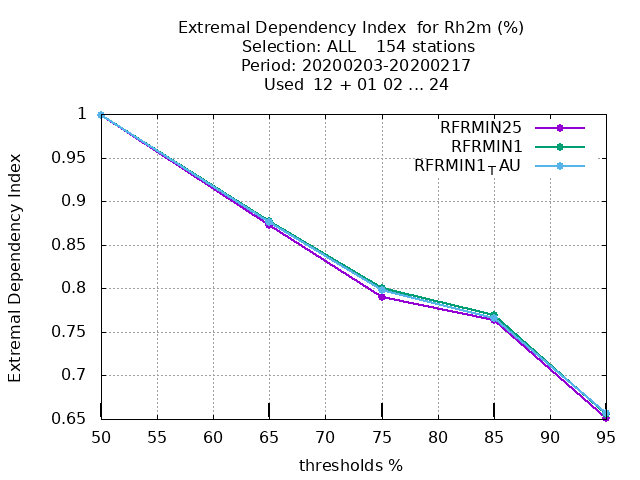 Extremal Dependency Index  for Rh2m (%)
Selection: ALL    154 stations
Period: 20200203-20200217
Used  12 + 01 02 ... 24
RFRMIN25
RFRMIN1
RFRMIN1TAU
Extremal Dependency Index
1
0.95
0.9
0.85
0.8
0.75
0.7
0.65
50 55 60 65 70 75 80 85 90 95
thresholds %